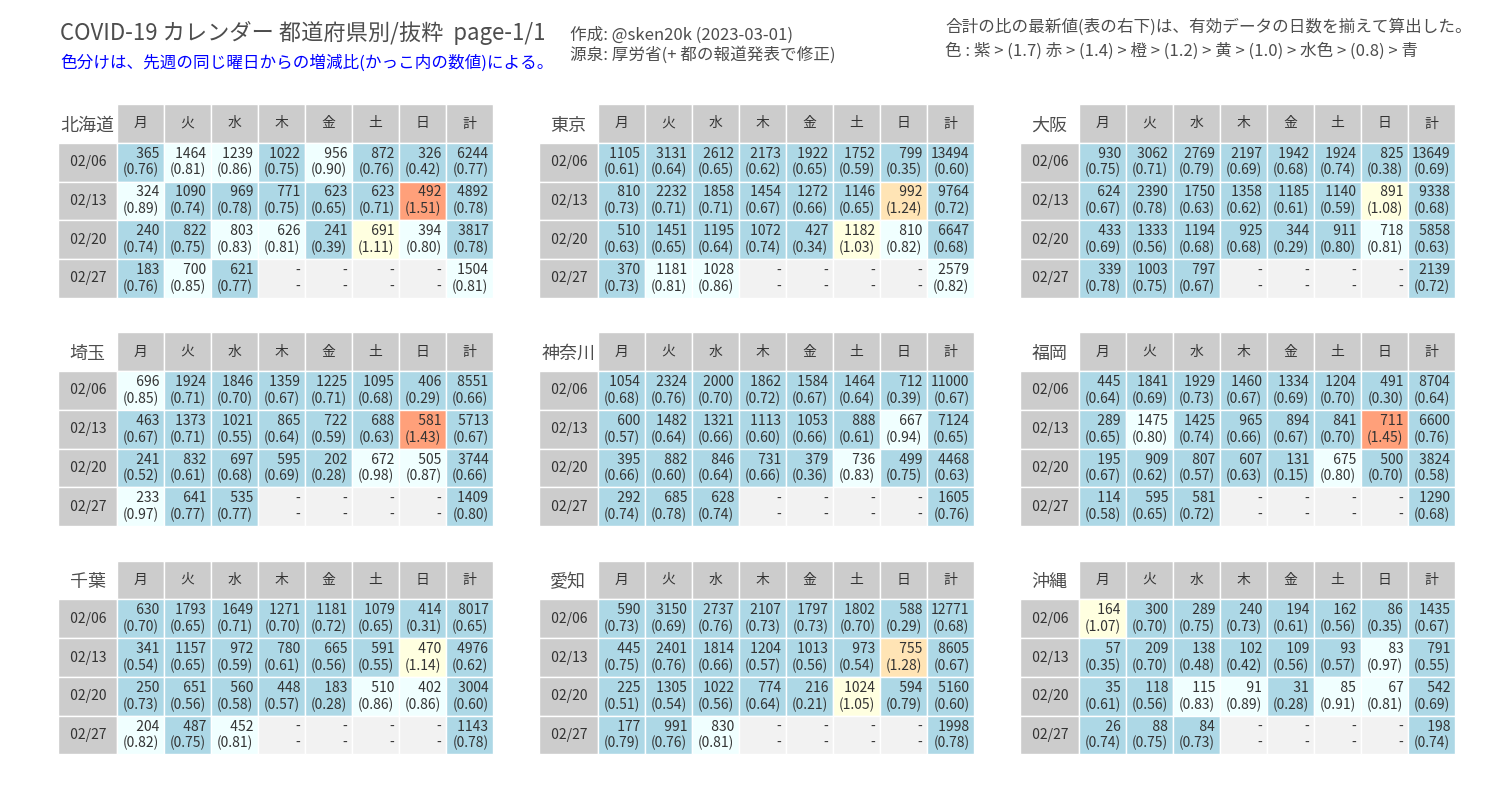 COVID-19 カレンダー 都道府県別/抜粋 page-1/1
作成: @sken20k (2023-03-01)
合計の比の最新値(表の右下)は、有効データの日数を揃えて算出した。
色分けは、先週の同じ曜日からの増減比(かっこ内の数値)による。
源泉: 厚労省(+ 都の報道発表で修正)
色 : 紫 > (1.7) 赤 > (1.4) 橙 > (1.2) > 黄 > (1.0) > 水色 > (0.8) > 青
北海道 月 火 水 木 金 土 日 計
02/06 365 1464 1239 1022 956 872 326 6244
(0.76) (0.81) (0.86) (0.75) (0.90) (0.76) (0.42) (0.77)
02/13 324 1090 969 771 623 623 492 4892
(0.89) (0.74) (0.78) (0.75) (0.65) (0.71) (1.51) (0.78)
02/20 240 822 803 626 241 691 394 3817
(0.74) (0.75) (0.83) (0.81) (0.39) (1.11) (0.80) (0.78)
02/27 183 700 621 - - - - 1504
(0.76) (0.85) (0.77) - - - - (0.81)
東京 月 火 水 木 金 土 日 計
02/06 1105 3131 2612 2173 1922 1752 799 13494
(0.61) (0.64) (0.65) (0.62) (0.65) (0.59) (0.35) (0.60)
02/13 810 2232 1858 1454 1272 1146 992 9764
(0.73) (0.71) (0.71) (0.67) (0.66) (0.65) (1.24) (0.72)
02/20 510 1451 1195 1072 427 1182 810 6647
(0.63) (0.65) (0.64) (0.74) (0.34) (1.03) (0.82) (0.68)
02/27 370 1181 1028 - - - - 2579
(0.73) (0.81) (0.86) - - - - (0.82)
大阪 月 火 水 木 金 土 日 計
02/06 930 3062 2769 2197 1942 1924 825 13649
(0.75) (0.71) (0.79) (0.69) (0.68) (0.74) (0.38) (0.69)
02/13 624 2390 1750 1358 1185 1140 891 9338
(0.67) (0.78) (0.63) (0.62) (0.61) (0.59) (1.08) (0.68)
02/20 433 1333 1194 925 344 911 718 5858
(0.69) (0.56) (0.68) (0.68) (0.29) (0.80) (0.81) (0.63)
02/27 339 1003 797 - - - - 2139
(0.78) (0.75) (0.67) - - - - (0.72)
埼玉 月 火 水 木 金 土 日 計
02/06 696 1924 1846 1359 1225 1095 406 8551
(0.85) (0.71) (0.70) (0.67) (0.71) (0.68) (0.29) (0.66)
02/13 463 1373 1021 865 722 688 581 5713
(0.67) (0.71) (0.55) (0.64) (0.59) (0.63) (1.43) (0.67)
02/20 241 832 697 595 202 672 505 3744
(0.52) (0.61) (0.68) (0.69) (0.28) (0.98) (0.87) (0.66)
02/27 233 641 535 - - - - 1409
(0.97) (0.77) (0.77) - - - - (0.80)
神奈川 月 火 水 木 金 土 日 計
02/06 1054 2324 2000 1862 1584 1464 712 11000
(0.68) (0.76) (0.70) (0.72) (0.67) (0.64) (0.39) (0.67)
02/13 600 1482 1321 1113 1053 888 667 7124
(0.57) (0.64) (0.66) (0.60) (0.66) (0.61) (0.94) (0.65)
02/20 395 882 846 731 379 736 499 4468
(0.66) (0.60) (0.64) (0.66) (0.36) (0.83) (0.75) (0.63)
02/27 292 685 628 - - - - 1605
(0.74) (0.78) (0.74) - - - - (0.76)
福岡 月 火 水 木 金 土 日 計
02/06 445 1841 1929 1460 1334 1204 491 8704
(0.64) (0.69) (0.73) (0.67) (0.69) (0.70) (0.30) (0.64)
02/13 289 1475 1425 965 894 841 711 6600
(0.65) (0.80) (0.74) (0.66) (0.67) (0.70) (1.45) (0.76)
02/20 195 909 807 607 131 675 500 3824
(0.67) (0.62) (0.57) (0.63) (0.15) (0.80) (0.70) (0.58)
02/27 114 595 581 - - - - 1290
(0.58) (0.65) (0.72) - - - - (0.68)
千葉 月 火 水 木 金 土 日 計
02/06 630 1793 1649 1271 1181 1079 414 8017
(0.70) (0.65) (0.71) (0.70) (0.72) (0.65) (0.31) (0.65)
02/13 341 1157 972 780 665 591 470 4976
(0.54) (0.65) (0.59) (0.61) (0.56) (0.55) (1.14) (0.62)
02/20 250 651 560 448 183 510 402 3004
(0.73) (0.56) (0.58) (0.57) (0.28) (0.86) (0.86) (0.60)
02/27 204 487 452 - - - - 1143
(0.82) (0.75) (0.81) - - - - (0.78)
愛知 月 火 水 木 金 土 日 計
02/06 590 3150 2737 2107 1797 1802 588 12771
(0.73) (0.69) (0.76) (0.73) (0.73) (0.70) (0.29) (0.68)
02/13 445 2401 1814 1204 1013 973 755 8605
(0.75) (0.76) (0.66) (0.57) (0.56) (0.54) (1.28) (0.67)
02/20 225 1305 1022 774 216 1024 594 5160
(0.51) (0.54) (0.56) (0.64) (0.21) (1.05) (0.79) (0.60)
02/27 177 991 830 - - - - 1998
(0.79) (0.76) (0.81) - - - - (0.78)
沖縄 月 火 水 木 金 土 日 計
02/06 164 300 289 240 194 162 86 1435
(1.07) (0.70) (0.75) (0.73) (0.61) (0.56) (0.35) (0.67)
02/13 57 209 138 102 109 93 83 791
(0.35) (0.70) (0.48) (0.42) (0.56) (0.57) (0.97) (0.55)
02/20 35 118 115 91 31 85 67 542
(0.61) (0.56) (0.83) (0.89) (0.28) (0.91) (0.81) (0.69)
02/27 26 88 84 - - - - 198
(0.74) (0.75) (0.73) - - - - (0.74)